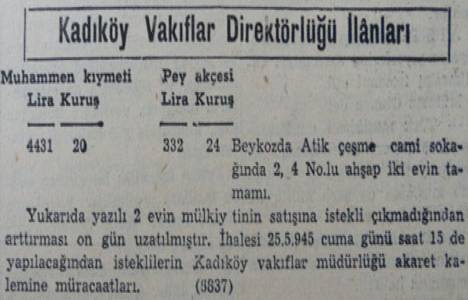 Kadıköy Vakıflar Direktörlüğü İlânları
Muhammen kıymeti Pey akçesi
Lira Kuruş Lira Kuruş
4431 20 332 24 Beykozda Atik çeşme cami soka-
ğında 2, 4 No.lu ahşap iki evin ta-
mamı.
Yukarıda yazılı 2 evin mülkiy tinin satışına istekli çıkmadığından
arttırması on gün uzatılmıştır. İhalesi 25.5.945 cuma günü saat 15 de
yapılacağından isteklilerin Kadıköy vakıflar müdürlüğü akaret ka-
lemine müracaatları. (5837)